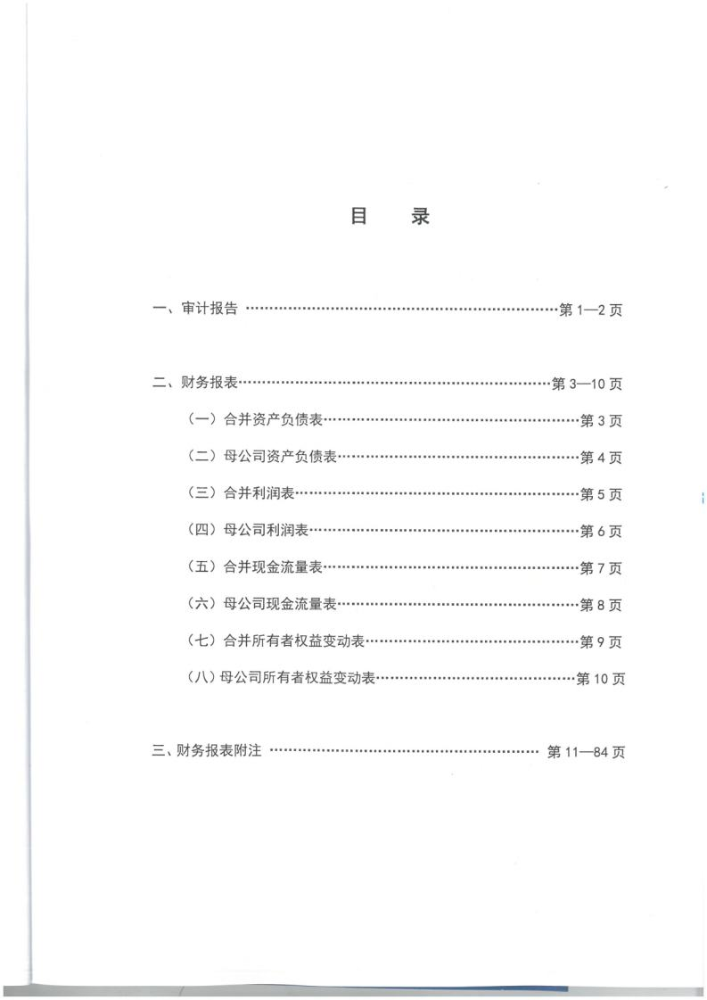 目 录
一、审计报告 ……………………………………………………………第 1—2 页
二、财务报表……………………………………………………………第 3—10 页
（一）合并资产负债表…………………………………………………第 3 页
（二）母公司资产负债表………………………………………………第 4 页
（三）合并利润表………………………………………………………第 5 页
（四）母公司利润表……………………………………………………第 6 页
（五）合并现金流量表…………………………………………………第 7 页
（六）母公司现金流量表………………………………………………第 8 页
（七）合并所有者权益变动表…………………………………………第 9 页
（八）母公司所有者权益变动表………………………………………第 10 页
三、财务报表附注 …………………………………………………… 第 11—84 页